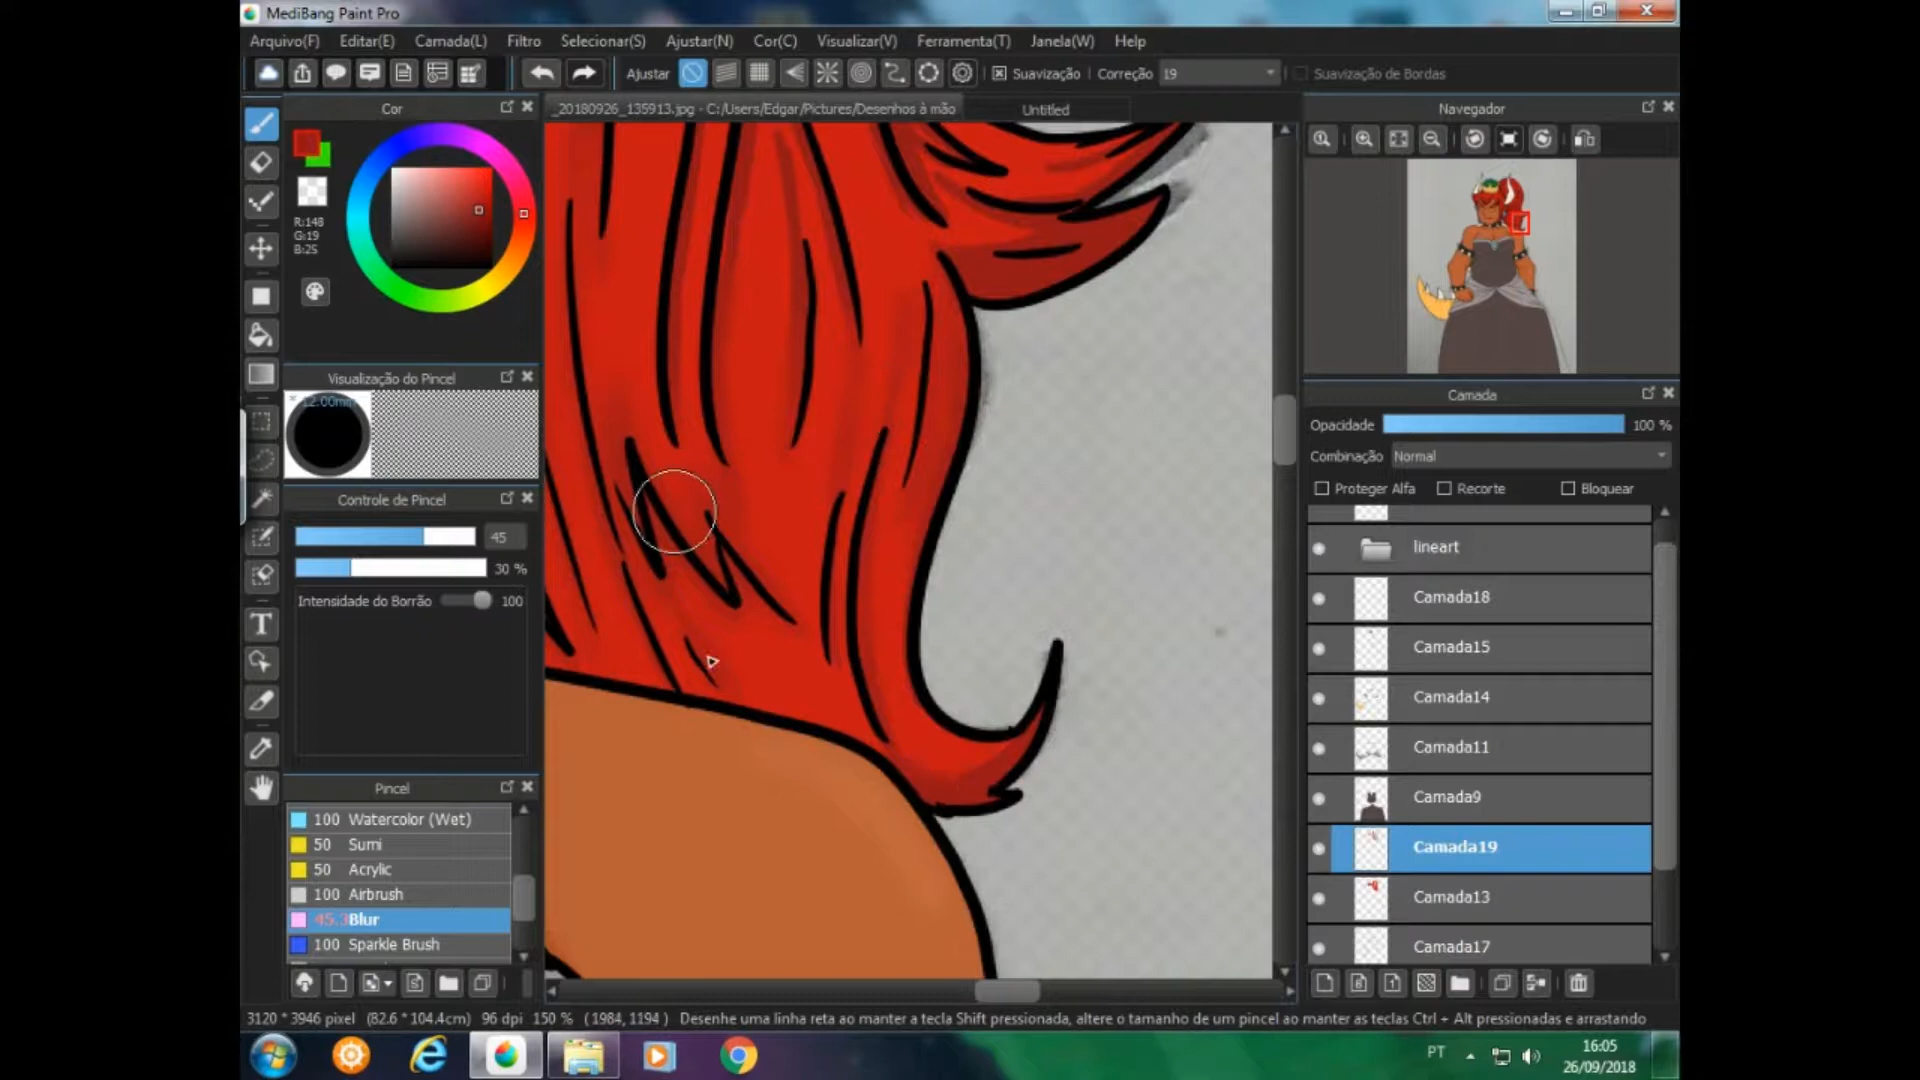 MediBang Paint Pro
Arquivo(F) Editar(E) Camada(L) Filtro Selecionar(S) Ajustar(N) Cor(C) Visualizar(V) Ferramenta(T) Janela(W) Help
Ajustar Suavização Correção 19 Suavização de Bordas
Cor
_20180926_135913.jpg - C:/Users/Edgar/Pictures/Desenhos à mão
Untitled
Navegador
R:148
G:19
B:25
Visualização do Pincel
12.00mm
Camada
Opacidade 100 %
Combinação Normal
Proteger Alfa Recorte Bloquear
Controle de Pincel
45
30 %
Intensidade do Borrão 100
lineart
Camada18
Camada15
Camada14
Camada11
Camada9
Camada19
Camada13
Camada17
Pincel
100 Watercolor (Wet)
50 Sumi
50 Acrylic
100 Airbrush
45.3 Blur
100 Sparkle Brush
3120 * 3946 pixel (82.6 * 104.4cm) 96 dpi 150 % (1984, 1194 ) Desenhe uma linha reta ao manter a tecla Shift pressionada, altere o tamanho de um pincel ao manter as teclas Ctrl + Alt pressionadas e arrastando
PT
16:05
26/09/2018